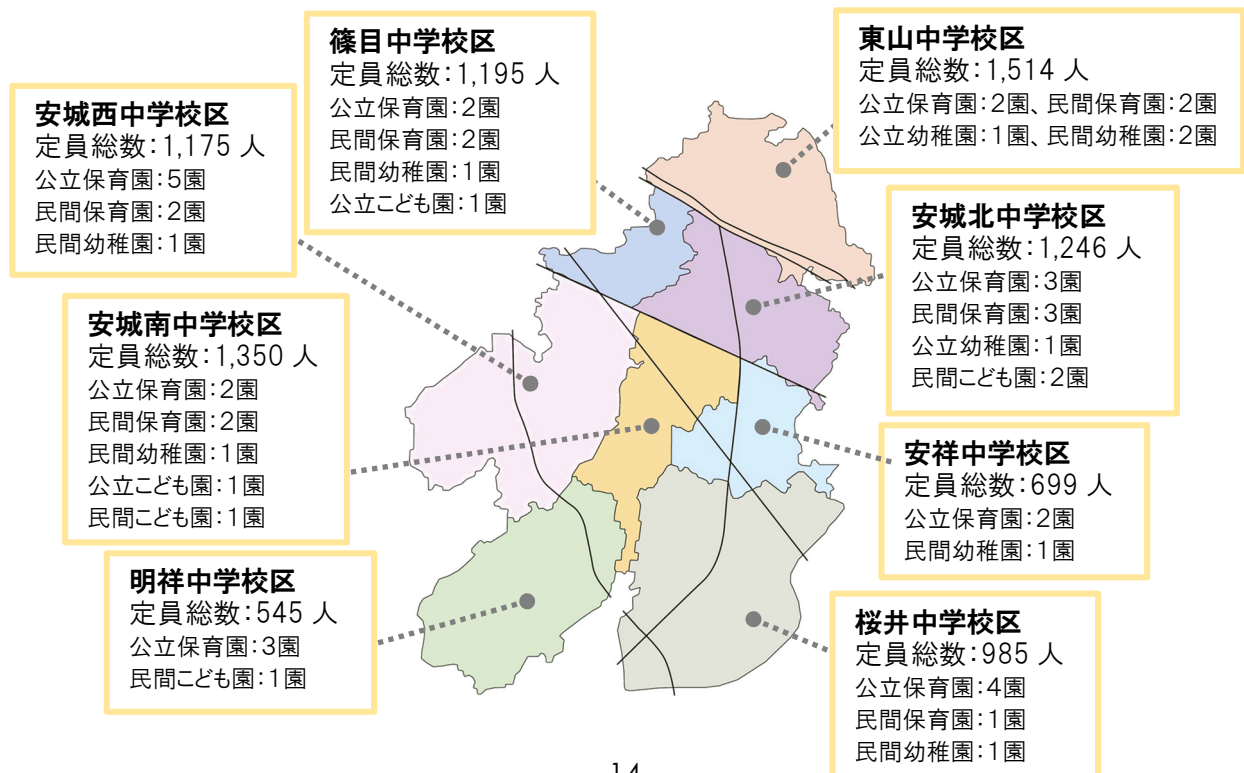 篠目中学校区
定員総数:1,195 人
公立保育園:2園
民間保育園:2園
民間幼稚園:1園
公立こども園:1園
東山中学校区
定員総数:1,514 人
公立保育園:2園、民間保育園:2園
公立幼稚園:1園、民間幼稚園:2園
安城西中学校区
定員総数:1,175 人
公立保育園:5園
民間保育園:2園
民間幼稚園:1園
安城北中学校区
定員総数:1,246 人
公立保育園:3園
民間保育園:3園
公立幼稚園:1園
民間こども園:2園
安城南中学校区
定員総数:1,350 人
公立保育園:2園
民間保育園:2園
民間幼稚園:1園
公立こども園:1園
民間こども園:1園
安祥中学校区
定員総数:699 人
公立保育園:2園
民間幼稚園:1園
明祥中学校区
定員総数:545 人
公立保育園:3園
民間こども園:1園
桜井中学校区
定員総数:985 人
公立保育園:4園
民間保育園:1園
民間幼稚園:1園
14